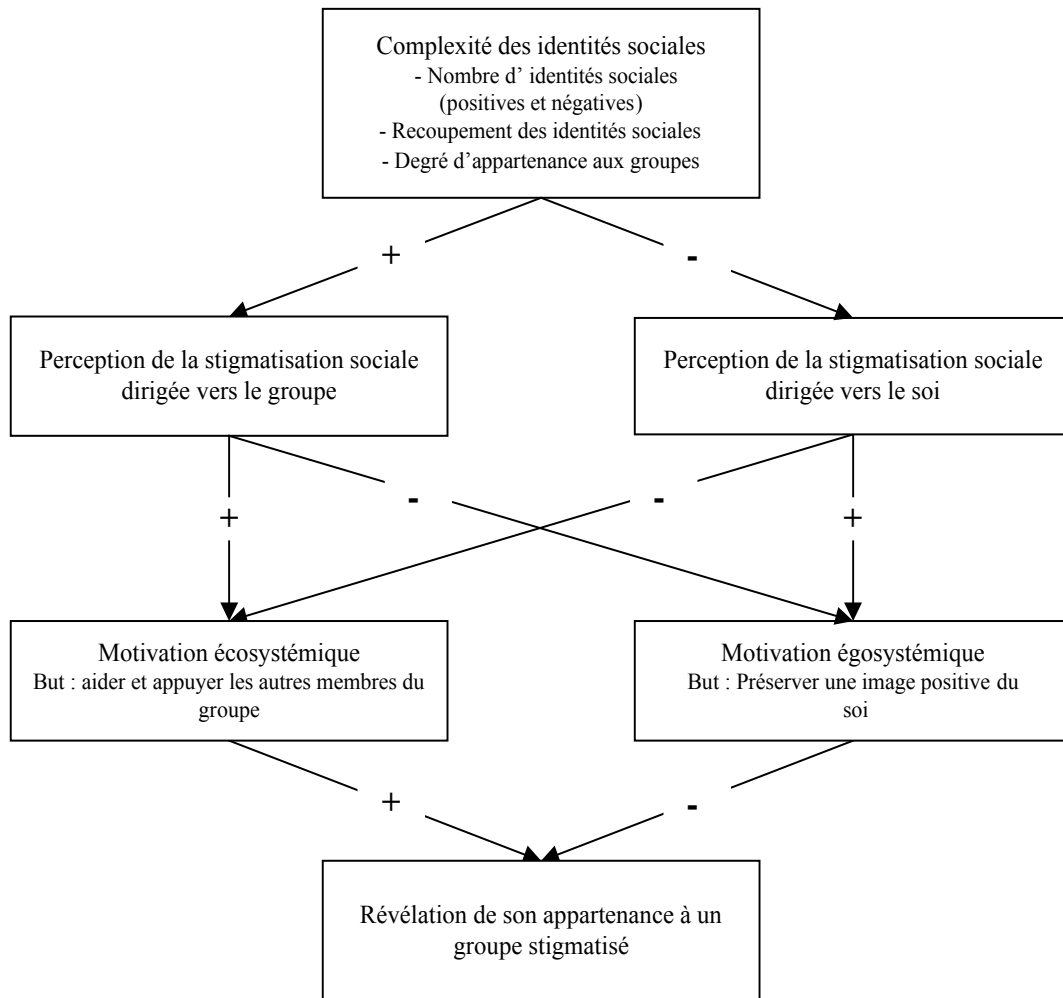 Complexité des identités sociales
- Nombre d’ identités sociales
(positives et négatives)
- Recoupement des identités sociales
- Degré d’appartenance aux groupes
+
-
Perception de la stigmatisation sociale
dirigée vers le groupe
Perception de la stigmatisation sociale
dirigée vers le soi
-
-
+
+
Motivation écosystémique
But : aider et appuyer les autres membres du
groupe
Motivation égosystémique
But : Préserver une image positive du
soi
+
-
Révélation de son appartenance à un
groupe stigmatisé